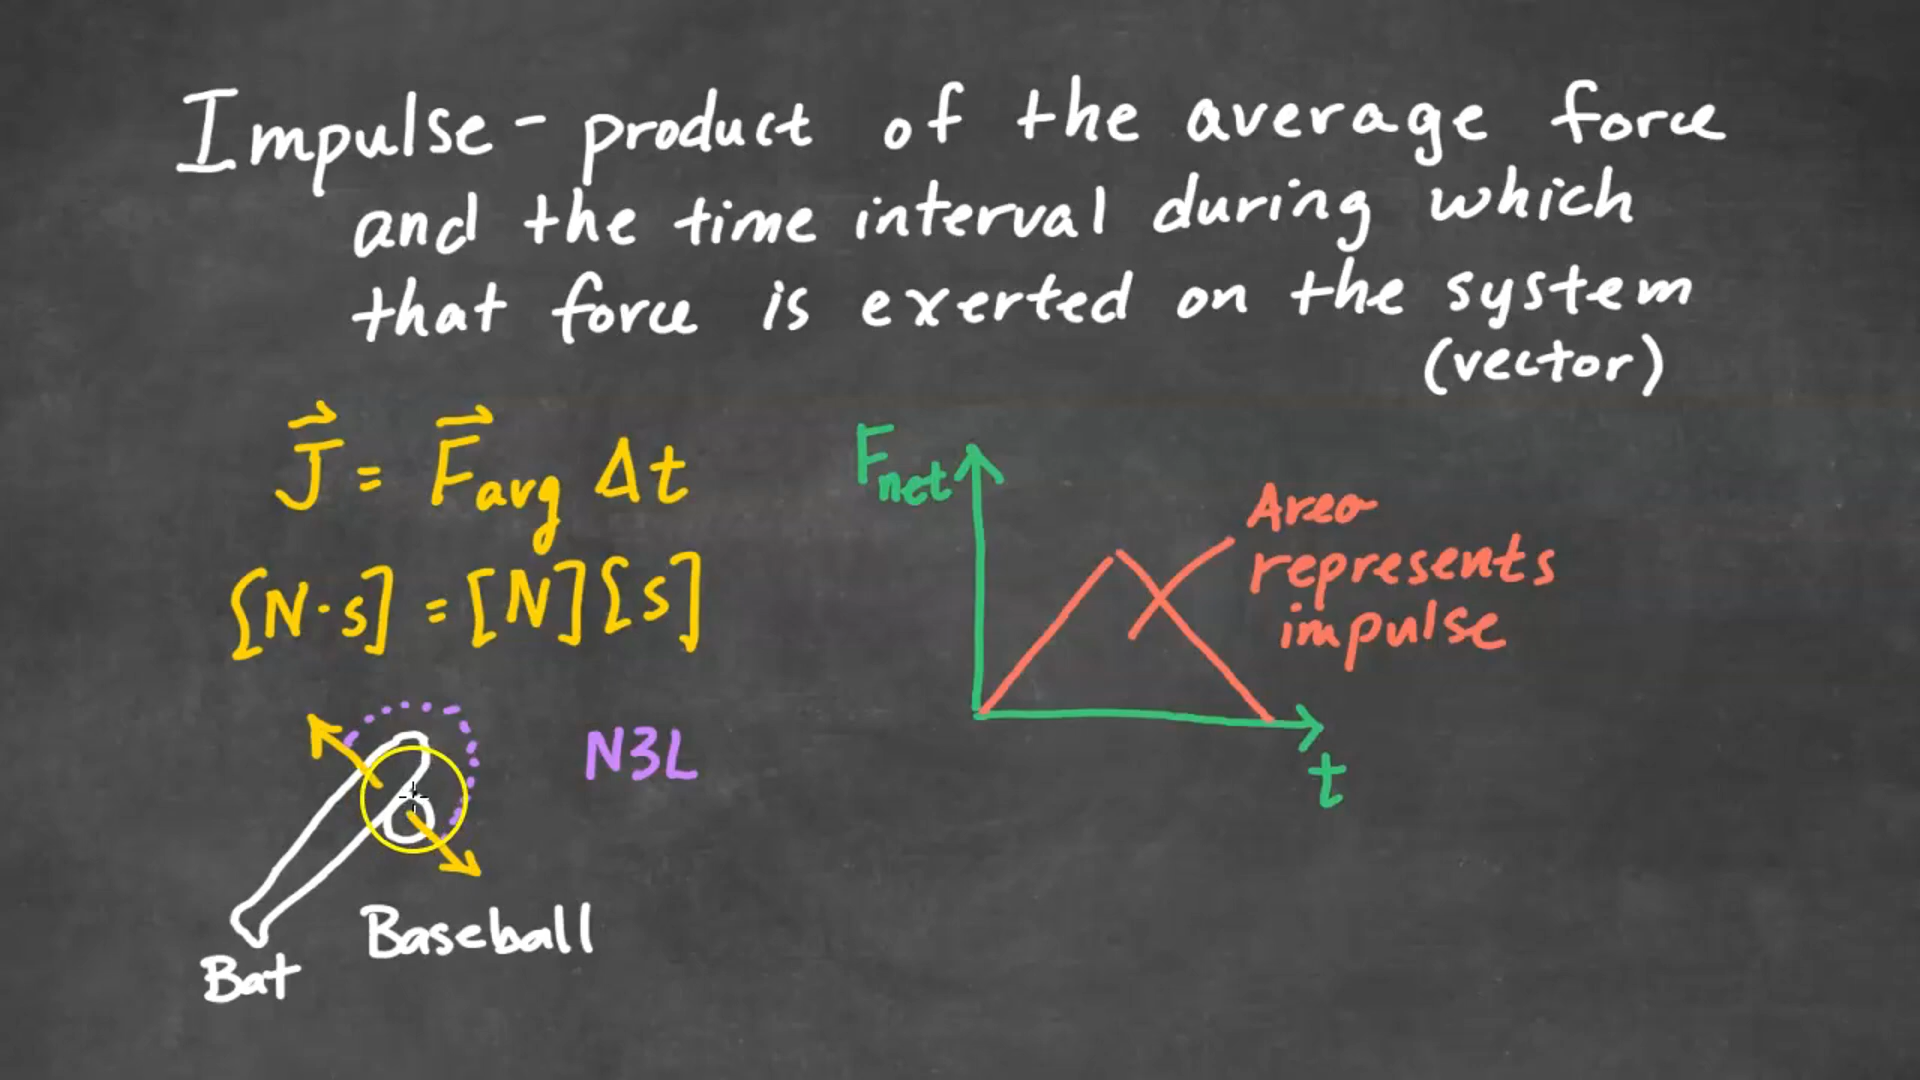 Impulse - product of the average force
and the time interval during which
that force is exerted on the system
(vector)
J⃗ = F⃗avg Δt
[N·s] = [N][s]
Fnet
Area
represents
impulse
t
N3L
Baseball
Bat